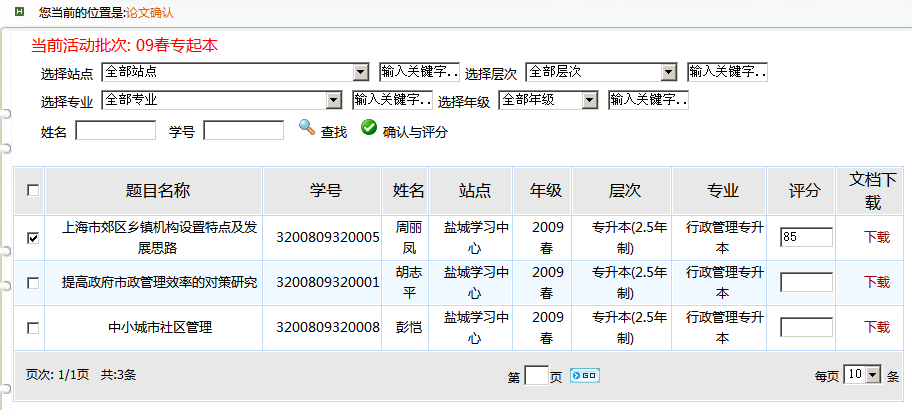 您当前的位置是:论文确认
当前活动批次: 09春专起本
选择站点 全部站点 输入关键字.. 选择层次 全部层次 输入关键字..
选择专业 全部专业 输入关键字.. 选择年级 全部年级 输入关键字..
姓名 学号 查找 确认与评分
题目名称 学号 姓名 站点 年级 层次 专业 评分 文档下
载
上海市郊区乡镇机构设置特点及发 周丽 盐城学习中 2009 专升本(2.5年 行政管理专升
3200809320005 85 下载
展思路 凤 心 春 制) 本
胡志 盐城学习中 2009 专升本(2.5年 行政管理专升
提高政府市政管理效率的对策研究 3200809320001 下载
平 心 春 制) 本
盐城学习中 2009 专升本(2.5年 行政管理专升
中小城市社区管理 3200809320008 彭恺 下载
心 春 制) 本
页次: 1/1页 共:3条 第 页 GO 每页 10 条